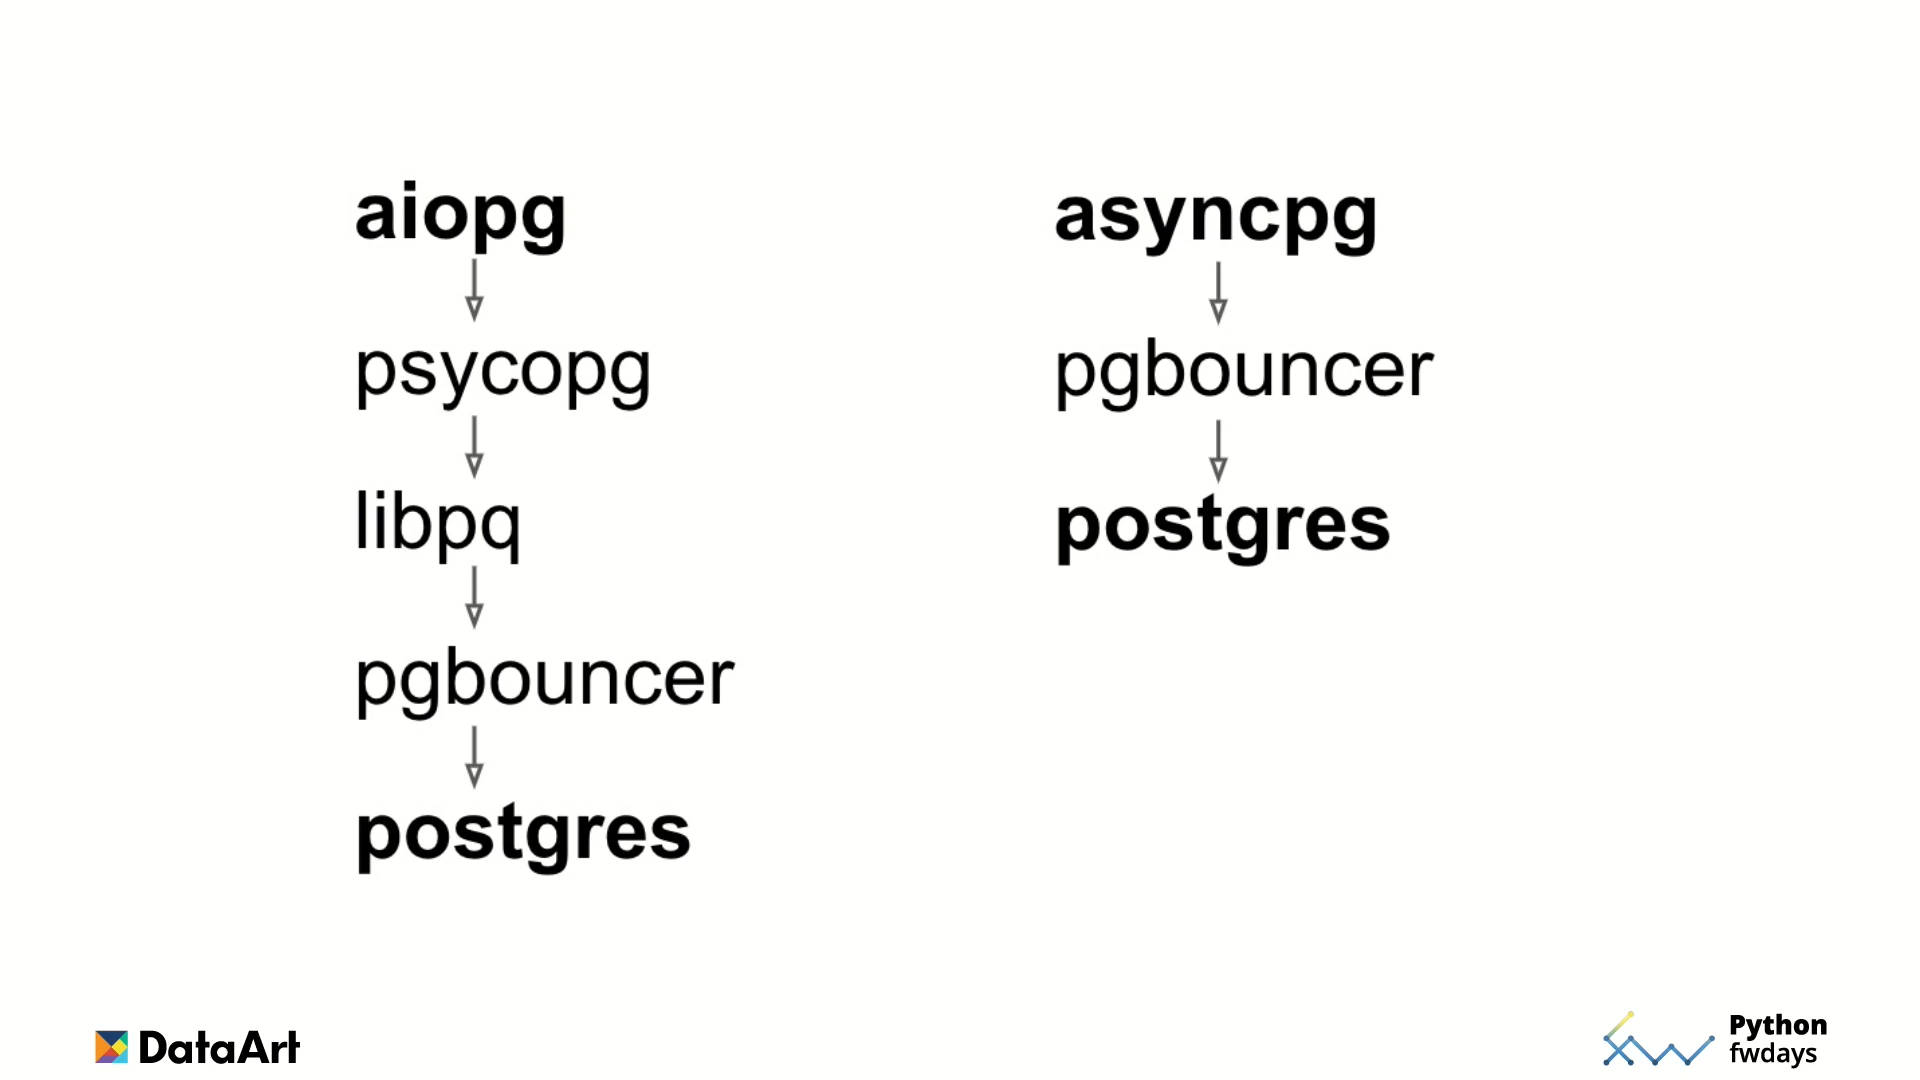 aiopg
psycopg
libpq
pgbouncer
postgres
asyncpg
pgbouncer
postgres
DataArt
Python
fwdays